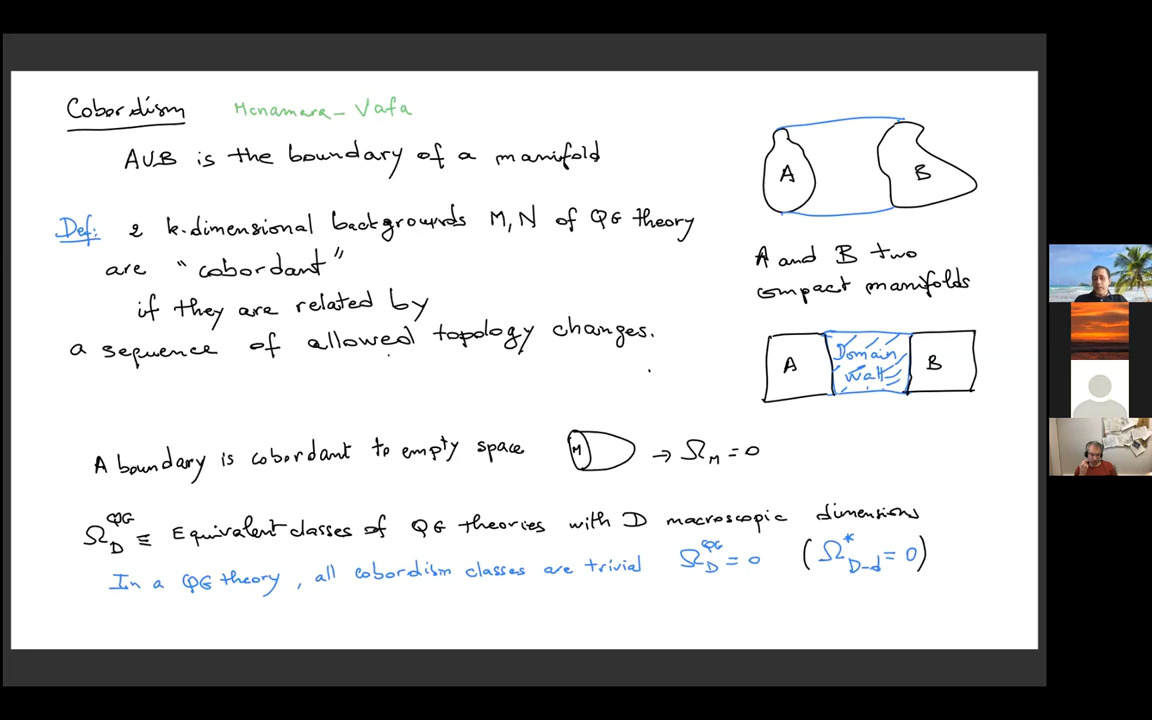 Cobordism Mcnamara - Vafa
AUB is the boundary of a manifold
A
B
Def: 2 k.dimensional backgrounds M, N of QG theory
are "cobordant"
if they are related by
a sequence of allowed topology changes.
A and B two
compact manifolds
A
Domain
Wall
B
A boundary is cobordant to empty space M → Ω_M = 0
Ω_D^QG ≡ Equivalent classes of QG theories with D macroscopic dimensions
In a QG theory, all cobordism classes are trivial Ω_D^QG = 0 (Ω*_D-d = 0)